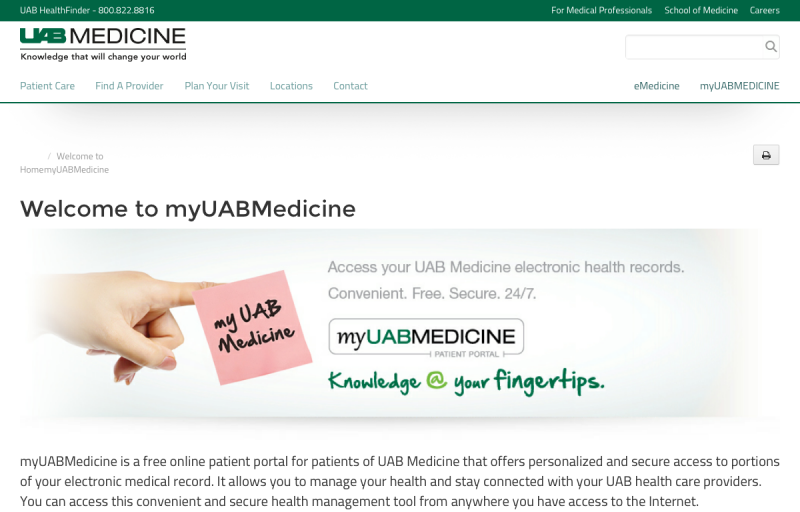 UAB HealthFinder - 800.822.8816
For Medical Professionals School of Medicine Careers
UAB MEDICINE
Knowledge that will change your world
Patient Care Find A Provider Plan Your Visit Locations Contact eMedicine myUABMEDICINE
/ Welcome to
HomemyUABMedicine
Welcome to myUABMedicine
my UAB
Medicine
Access your UAB Medicine electronic health records.
Convenient. Free. Secure. 24/7.
myUABMEDICINE
PATIENT PORTAL
Knowledge @ your fingertips.
myUABMedicine is a free online patient portal for patients of UAB Medicine that offers personalized and secure access to portions
of your electronic medical record. It allows you to manage your health and stay connected with your UAB health care providers.
You can access this convenient and secure health management tool from anywhere you have access to the Internet.